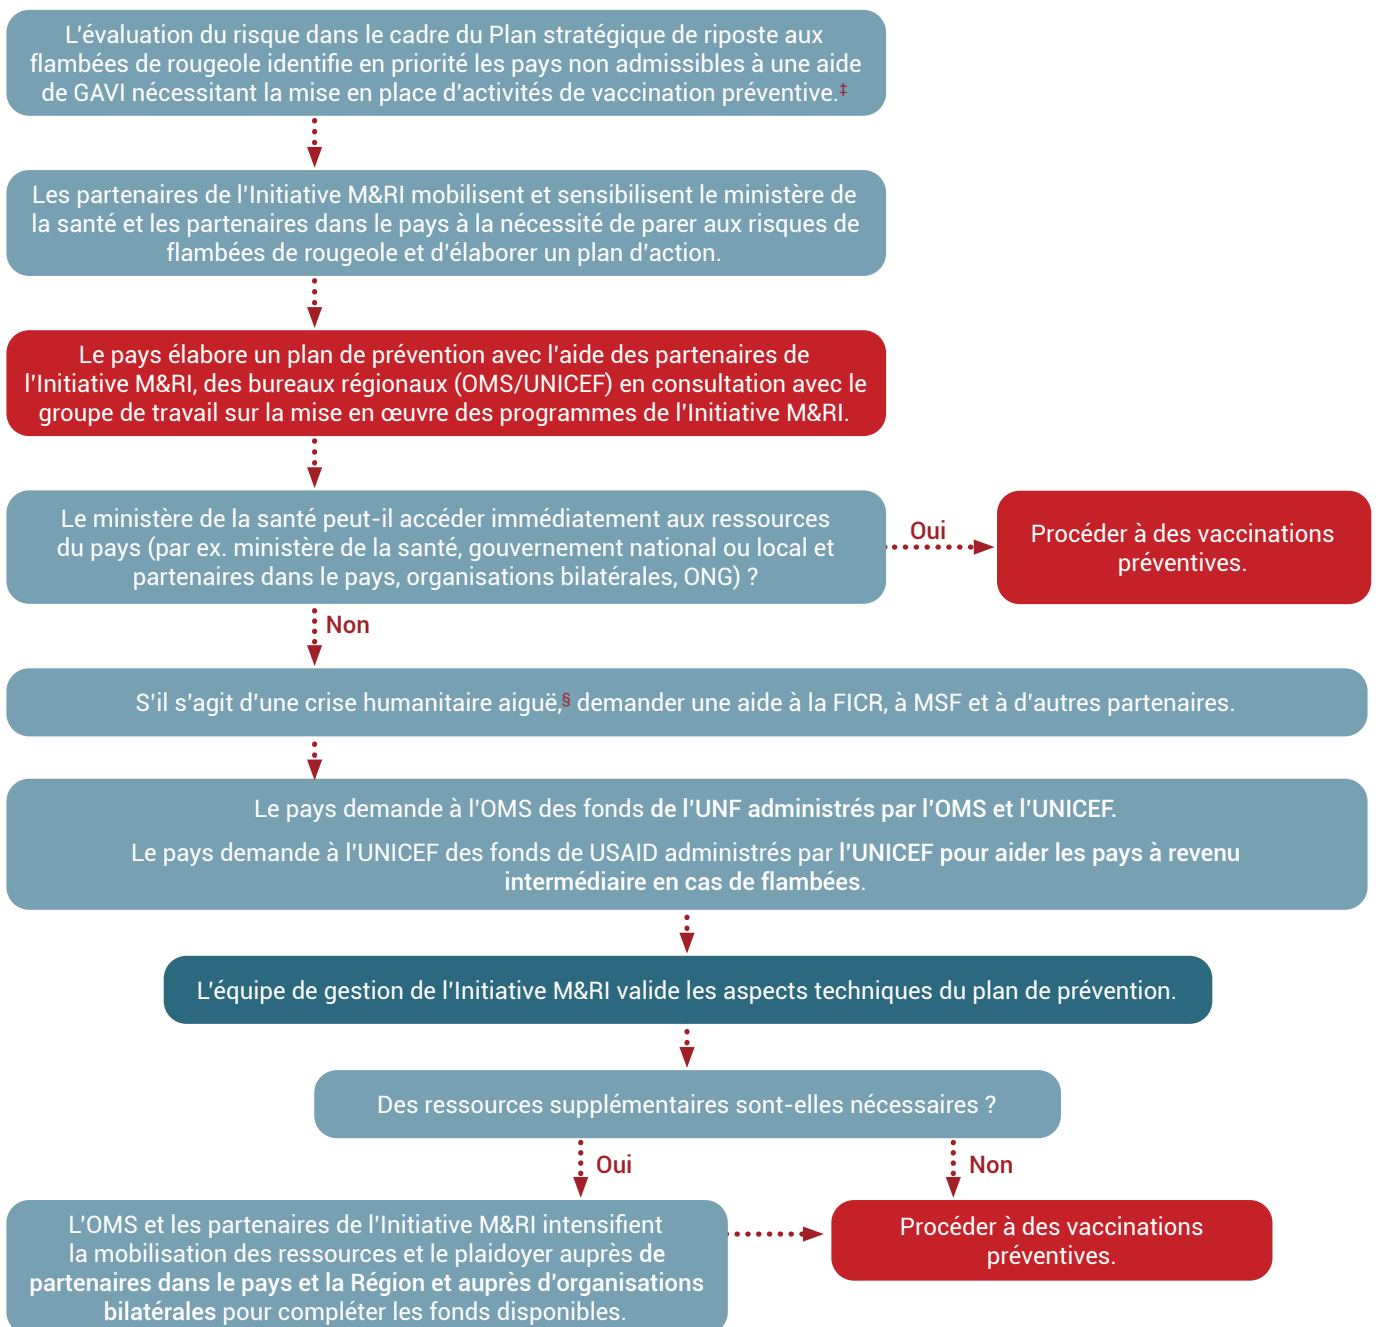 L'évaluation du risque dans le cadre du Plan stratégique de riposte aux
flambées de rougeole identifie en priorité les pays non admissibles à une aide
de GAVI nécessitant la mise en place d'activités de vaccination préventive.‡
Les partenaires de l'Initiative M&RI mobilisent et sensibilisent le ministère de
la santé et les partenaires dans le pays à la nécessité de parer aux risques de
flambées de rougeole et d'élaborer un plan d'action.
Le pays élabore un plan de prévention avec l'aide des partenaires de
l'Initiative M&RI, des bureaux régionaux (OMS/UNICEF) en consultation avec le
groupe de travail sur la mise en œuvre des programmes de l'Initiative M&RI.
Le ministère de la santé peut-il accéder immédiatement aux ressources
du pays (par ex. ministère de la santé, gouvernement national ou local et
partenaires dans le pays, organisations bilatérales, ONG) ?
Oui
Procéder à des vaccinations
préventives.
Non
S'il s'agit d'une crise humanitaire aiguë,§ demander une aide à la FICR, à MSF et à d'autres partenaires.
Le pays demande à l'OMS des fonds de l'UNF administrés par l'OMS et l'UNICEF.
Le pays demande à l'UNICEF des fonds de USAID administrés par l'UNICEF pour aider les pays à revenu
intermédiaire en cas de flambées.
L'équipe de gestion de l'Initiative M&RI valide les aspects techniques du plan de prévention.
Des ressources supplémentaires sont-elles nécessaires ?
Oui
Non
L'OMS et les partenaires de l'Initiative M&RI intensifient
la mobilisation des ressources et le plaidoyer auprès de
partenaires dans le pays et la Région et auprès d'organisations
bilatérales pour compléter les fonds disponibles.
Procéder à des vaccinations
préventives.